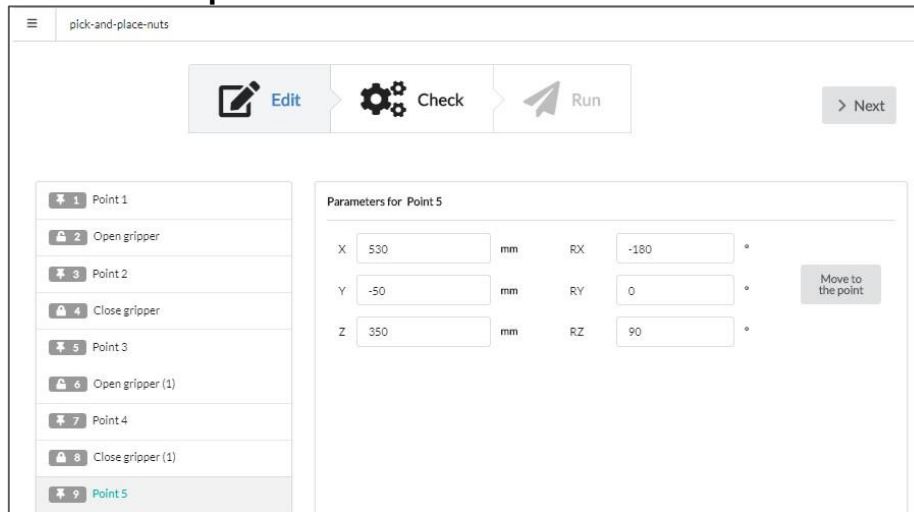 pick-and-place-nuts
Edit
Check
Run
> Next
1 Point 1
2 Open gripper
3 Point 2
4 Close gripper
5 Point 3
6 Open gripper (1)
7 Point 4
8 Close gripper (1)
9 Point 5
Parameters for Point 5
X 530 mm RX -180 °
Y -50 mm RY 0 °
Z 350 mm RZ 90 °
Move to
the point